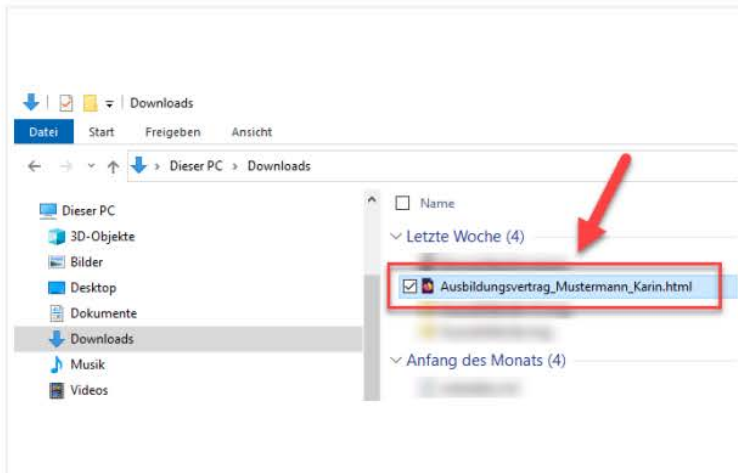 Downloads
Datei Start Freigeben Ansicht
Dieser PC > Downloads
Dieser PC
3D-Objekte
Bilder
Desktop
Dokumente
Downloads
Musik
Videos
Name
Letzte Woche (4)
Ausbildungsvertrag_Mustermann_Karin.html
Anfang des Monats (4)